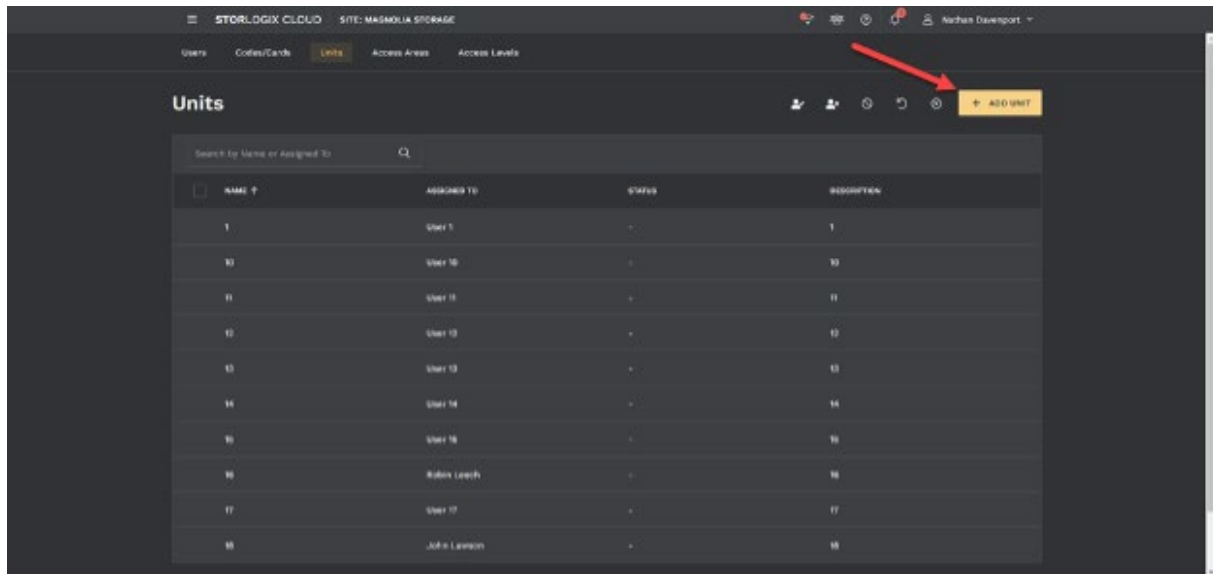 STORLOGIX CLOUD SITE: MAGNOLIA STORAGE Nathan Davenport
Users Codes/Cards Units Access Areas Access Levels
Units + ADD UNIT
Search by Name or Assigned To
NAME ↑ ASSIGNED TO STATUS DESCRIPTION
1 User 1 - 1
10 User 10 - 10
11 User 11 - 11
12 User 12 - 12
13 User 13 - 13
14 User 14 - 14
User -
16 Robin Leech - 16
17 User 17 - 17
18 John Lawson - 18